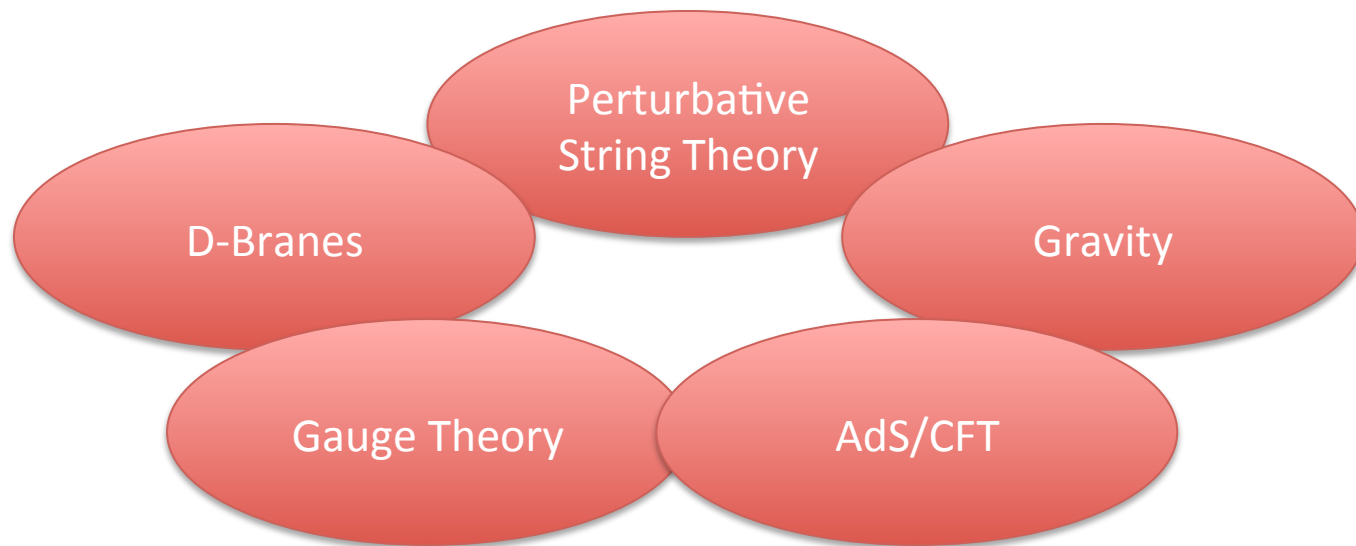 Perturbative
String Theory
D-Branes
Gravity
Gauge Theory
AdS/CFT